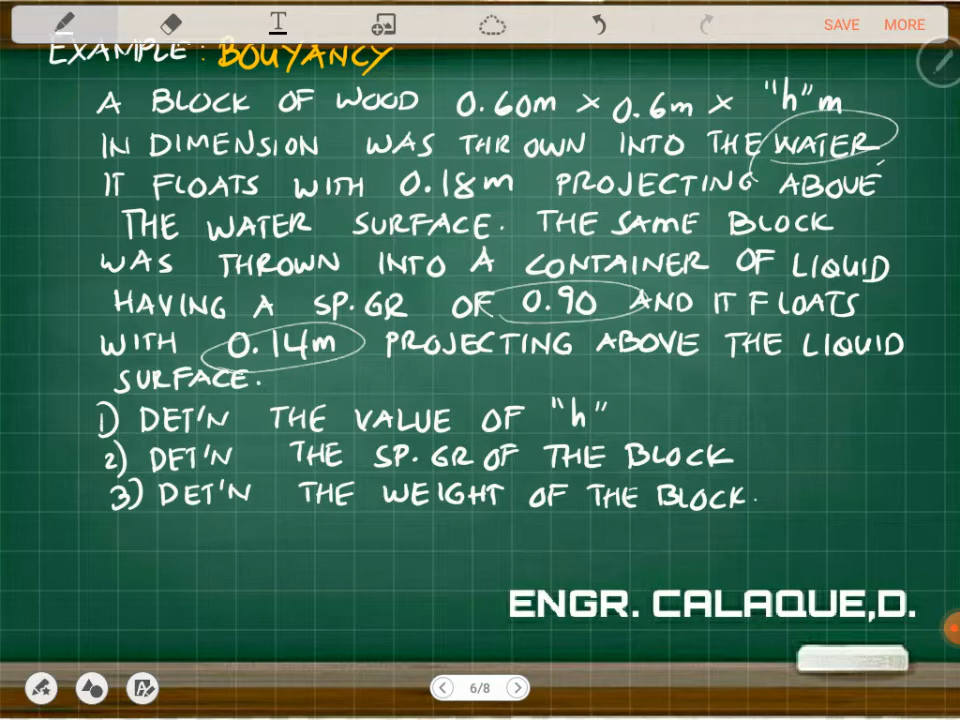 SAVE MORE
EXAMPLE: BOUYANCY
A BLOCK OF WOOD 0.60m x 0.6m x "h" m
IN DIMENSION WAS THROWN INTO THE WATER.
IT FLOATS WITH 0.18m PROJECTING ABOVE
THE WATER SURFACE. THE SAME BLOCK
WAS THROWN INTO A CONTAINER OF LIQUID
HAVING A SP.GR OF 0.90 AND IT FLOATS
WITH 0.14m PROJECTING ABOVE THE LIQUID
SURFACE.
1) DET'N THE VALUE OF "h"
2) DET'N THE SP.GR OF THE BLOCK
3) DET'N THE WEIGHT OF THE BLOCK.
ENGR. CALAQUE,D.
6/8